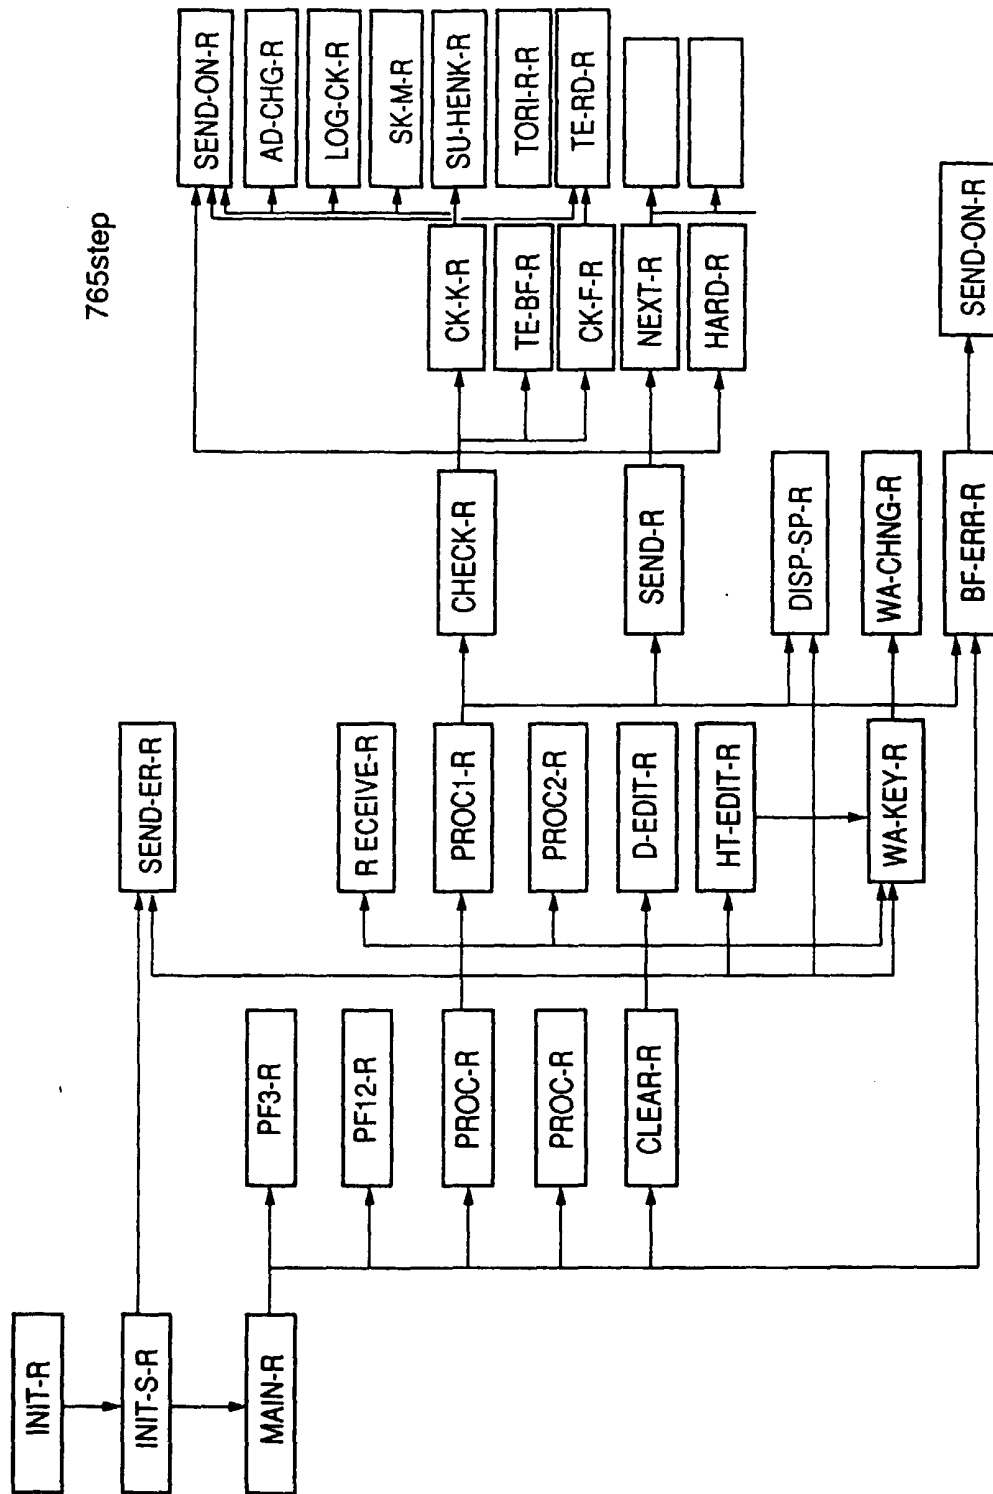 765step
INIT-R
INIT-S-R
MAIN-R
PF3-R
PF12-R
PROC-R
PROC-R
CLEAR-R
SEND-ER-R
R ECEIVE-R
PROC1-R
PROC2-R
D-EDIT-R
HT-EDIT-R
WA-KEY-R
CHECK-R
SEND-R
DISP-SP-R
WA-CHNG-R
BF-ERR-R
CK-K-R
TE-BF-R
CK-F-R
NEXT-R
HARD-R
SEND-ON-R
AD-CHG-R
LOG-CK-R
SK-M-R
SU-HENK-R
TORI-R-R
TE-RD-R
SEND-ON-R